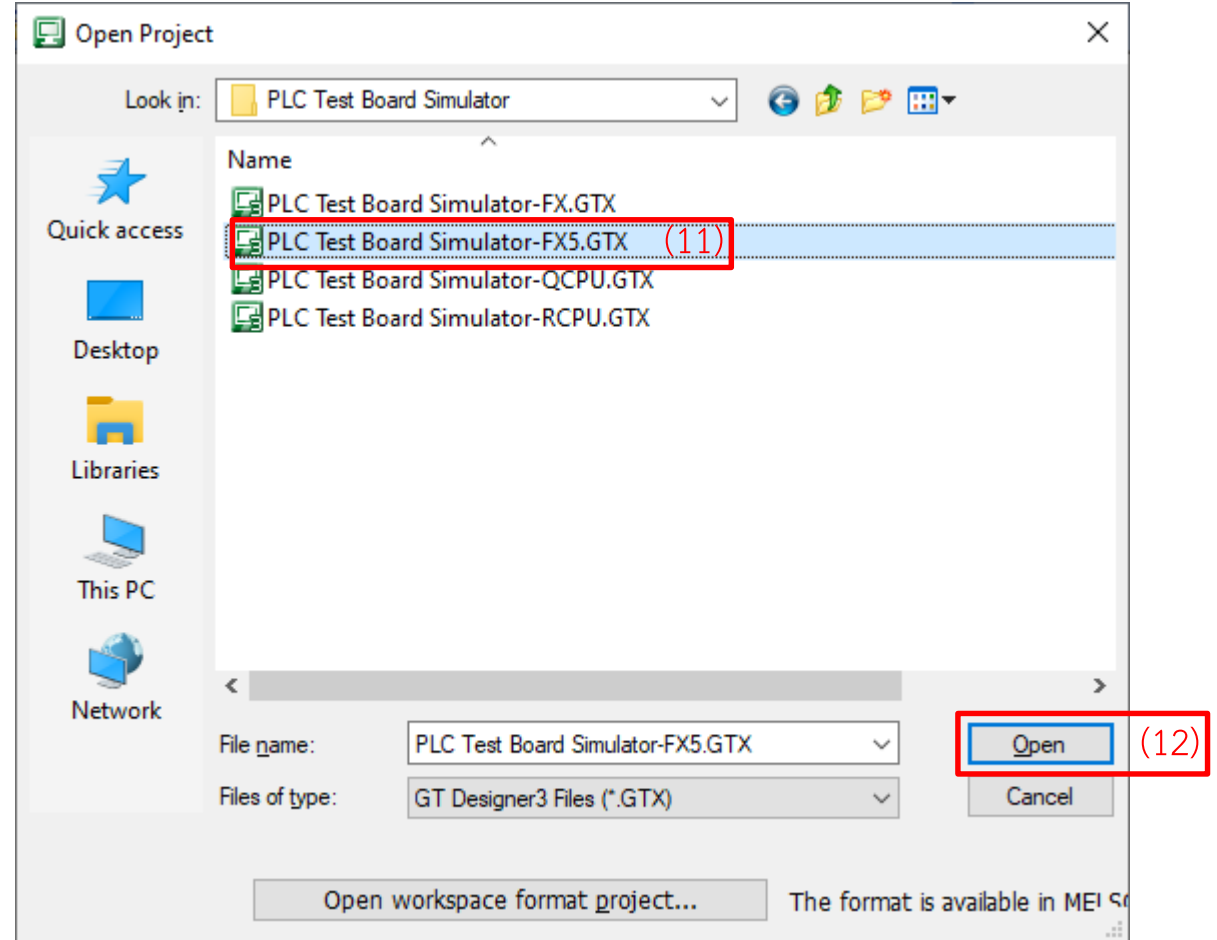 Open Project
Look in: PLC Test Board Simulator
Name
PLC Test Board Simulator-FX.GTX
PLC Test Board Simulator-FX5.GTX (11)
PLC Test Board Simulator-QCPU.GTX
PLC Test Board Simulator-RCPU.GTX
Quick access
Desktop
Libraries
This PC
Network
File name: PLC Test Board Simulator-FX5.GTX Open (12)
Files of type: GT Designer3 Files (*.GTX) Cancel
Open workspace format project... The format is available in